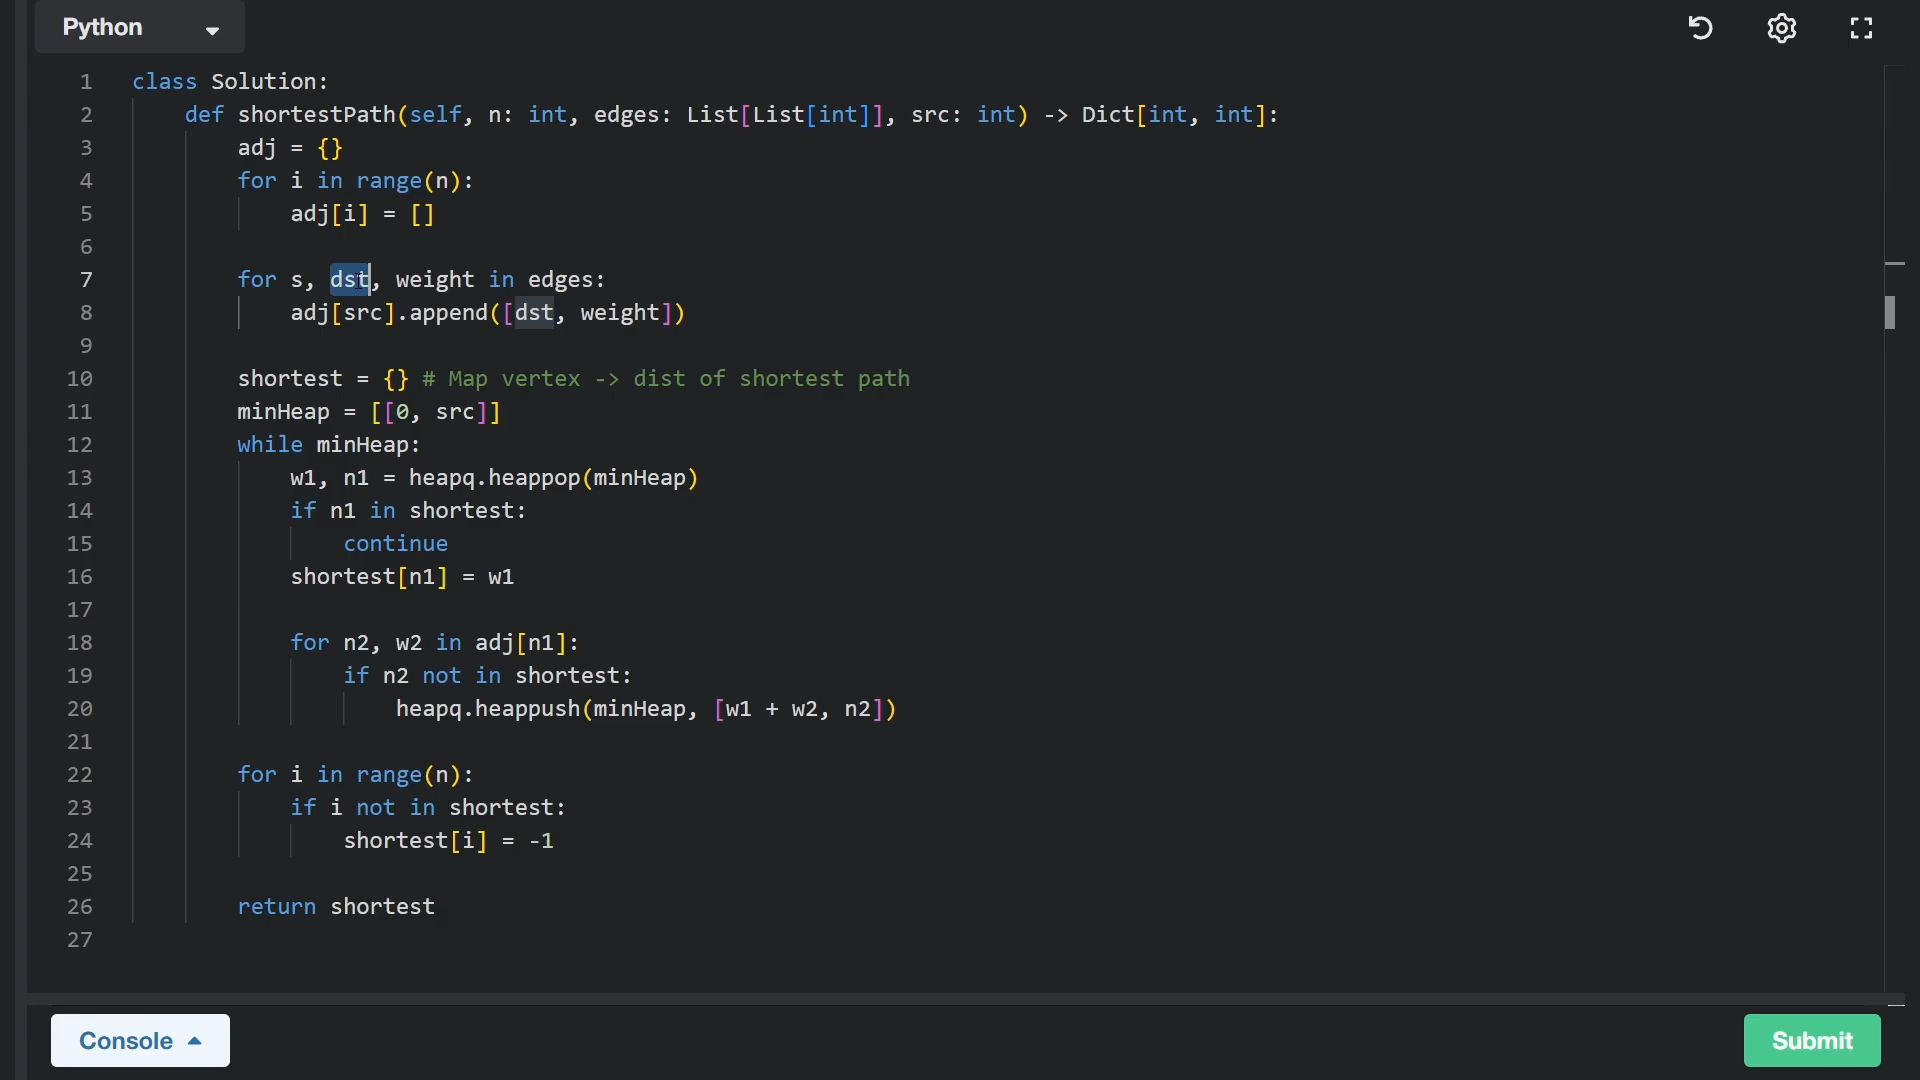 Python
1 class Solution:
2 def shortestPath(self, n: int, edges: List[List[int]], src: int) -> Dict[int, int]:
3 adj = {}
4 for i in range(n):
5 adj[i] = []
6
7 for s, dst, weight in edges:
8 adj[src].append([dst, weight])
9
10 shortest = {} # Map vertex -> dist of shortest path
11 minHeap = [[0, src]]
12 while minHeap:
13 w1, n1 = heapq.heappop(minHeap)
14 if n1 in shortest:
15 continue
16 shortest[n1] = w1
17
18 for n2, w2 in adj[n1]:
19 if n2 not in shortest:
20 heapq.heappush(minHeap, [w1 + w2, n2])
21
22 for i in range(n):
23 if i not in shortest:
24 shortest[i] = -1
25
26 return shortest
27
Console
Submit